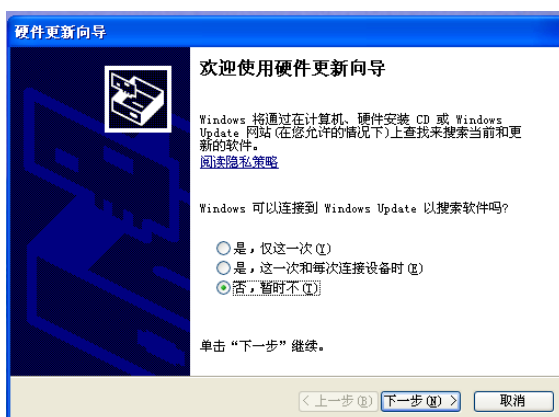 硬件更新向导
欢迎使用硬件更新向导
Windows 将通过在计算机、硬件安装 CD 或 Windows
Update 网站(在您允许的情况下)上查找来搜索当前和更
新的软件。
阅读隐私策略
Windows 可以连接到 Windows Update 以搜索软件吗?
是，仅这一次(Y)
是，这一次和每次连接设备时(E)
否，暂时不(T)
单击“下一步”继续。
<上一步(B) 下一步(N)> 取消